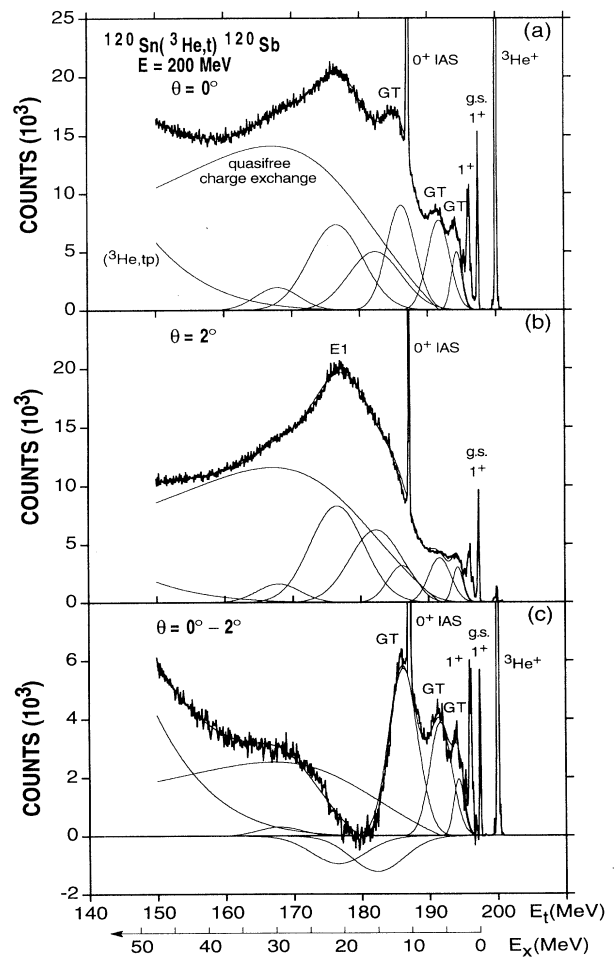 (a)
¹²⁰Sn(³He,t) ¹²⁰Sb
E = 200 MeV
θ = 0°
0⁺ IAS
³He⁺
GT
g.s.
1⁺
1⁺
quasifree
charge exchange
GT
GT
(³He,tp)
COUNTS (10³)
25
20
15
10
5
0
(b)
θ = 2°
E1
0⁺ IAS
g.s.
1⁺
COUNTS (10³)
20
15
10
5
0
(c)
θ = 0° – 2°
GT
0⁺ IAS
g.s.
1⁺
1⁺
³He⁺
GT
GT
COUNTS (10³)
6
4
2
0
-2
140 150 160 170 180 190 200 Eₜ(MeV)
50 40 30 20 10 0 Eₓ(MeV)